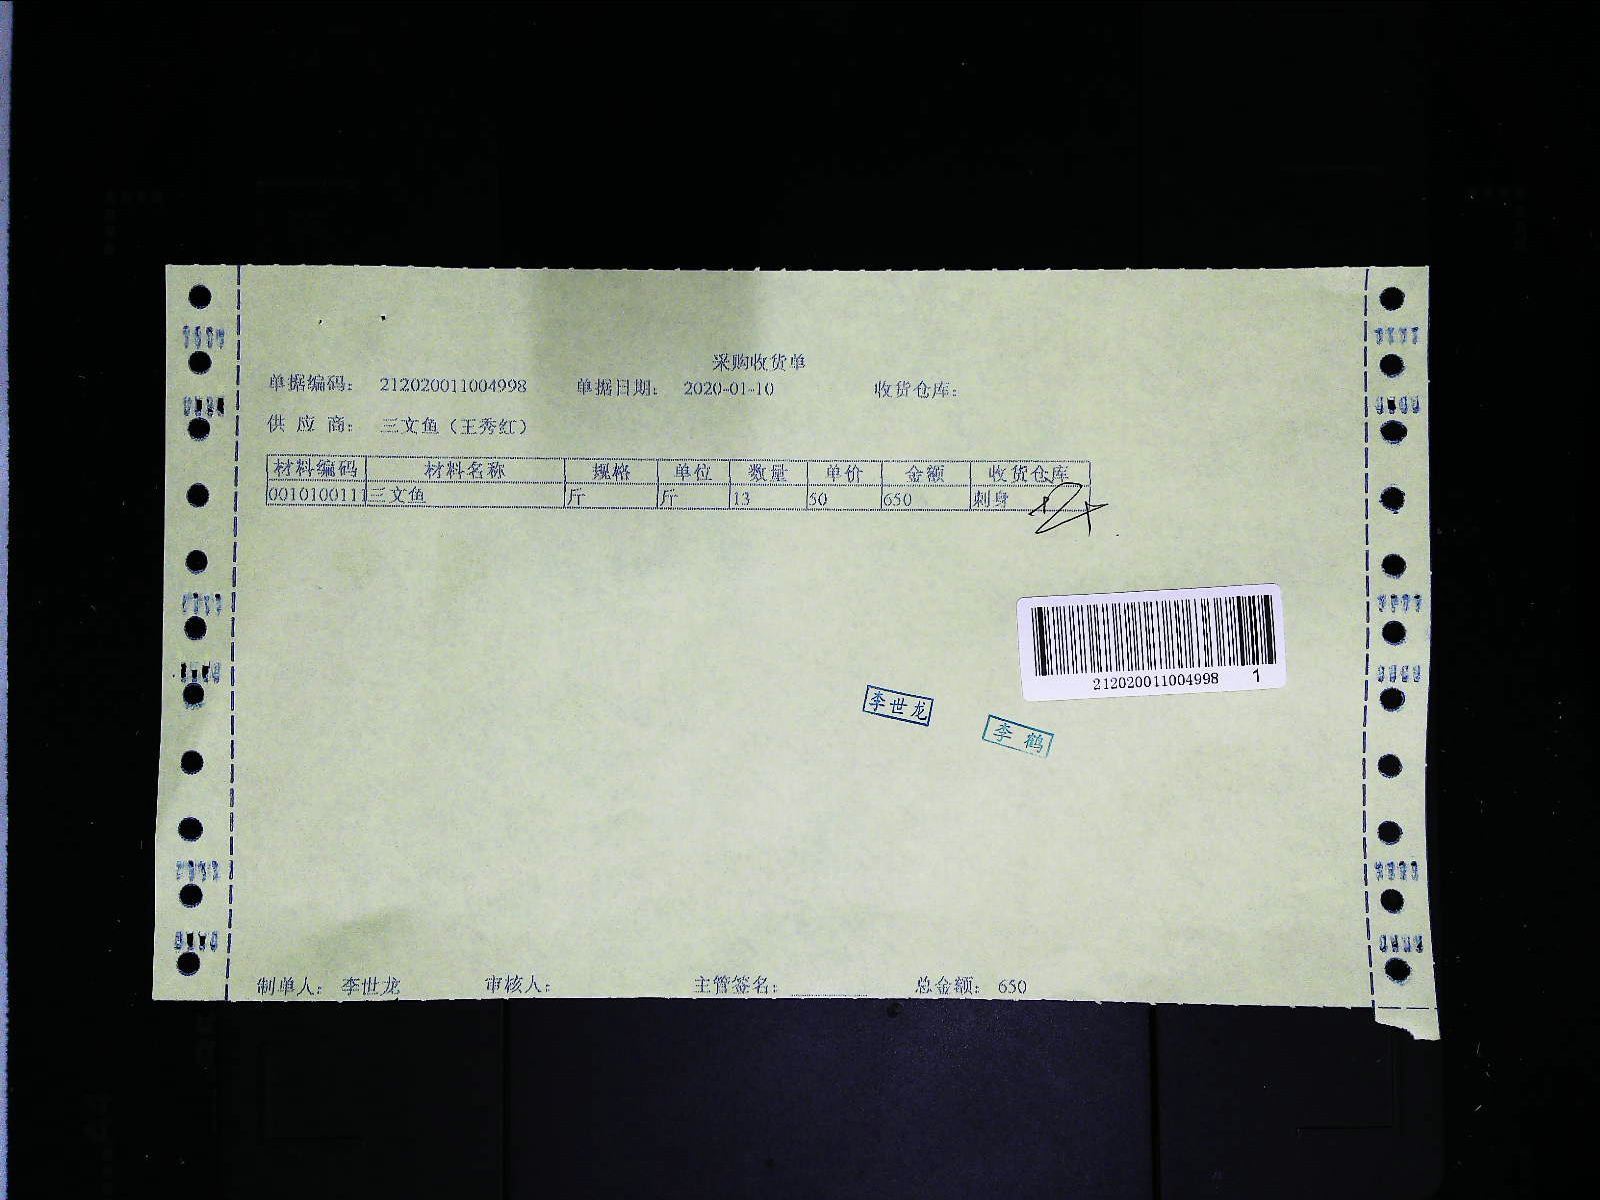 采购收货单
单据编码： 212020011004998 单据日期： 2020-01-10 收货仓库：
供 应 商： 三文鱼（王秀红）
材料编码 材料名称 规格 单位 数量 单价 金额 收货仓库
0010100111 三文鱼 斤 斤 13 50 650 刺身
212020011004998 1
李世龙
李 鹤
制单人： 李世龙 审核人： 主管签名： 总金额： 650